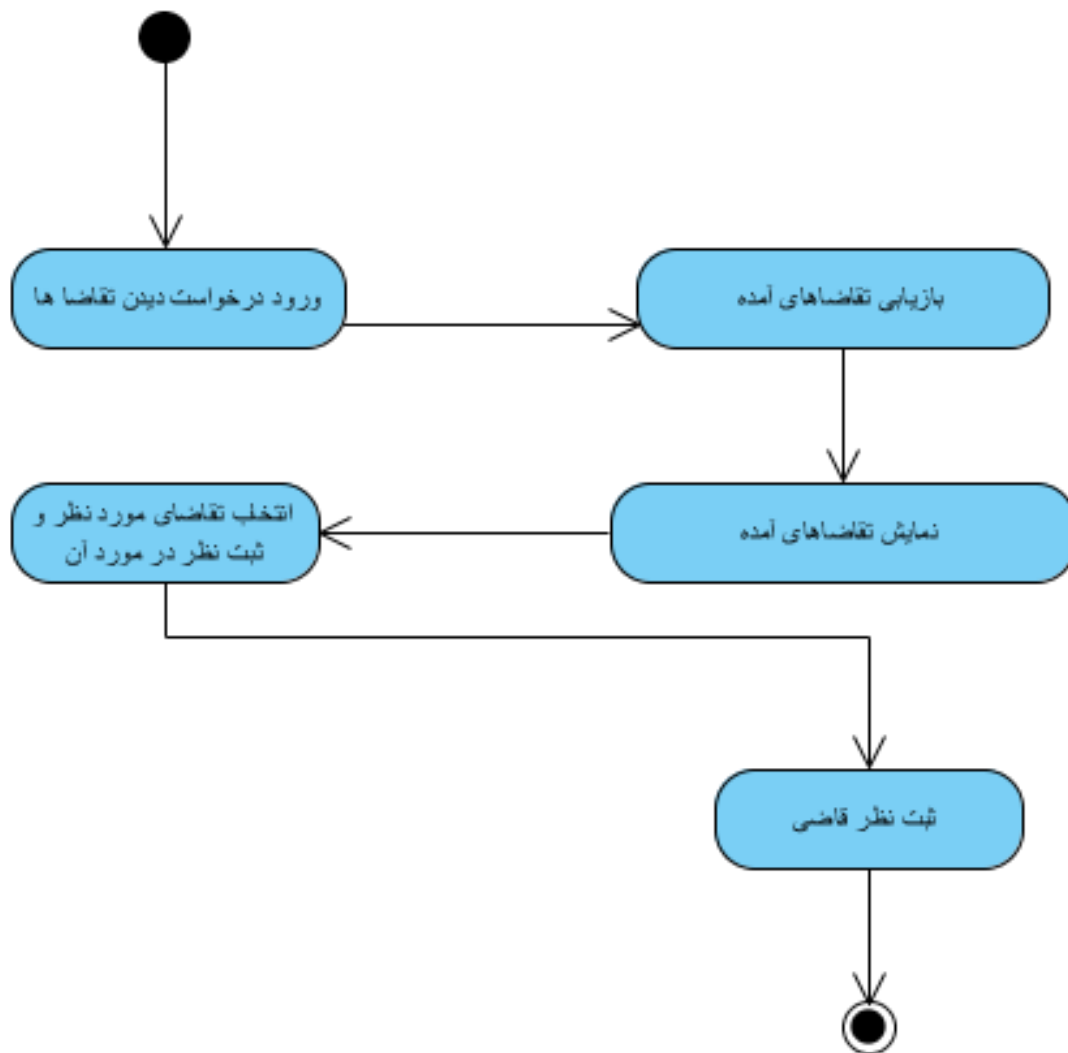 ورود درخواست دیدن تقاضا ها
بازیابی تقاضاهای آمده
نمایش تقاضاهای آمده
انتخاب تقاضای مورد نظر و
ثبت نظر در مورد آن
ثبت نظر قاضی